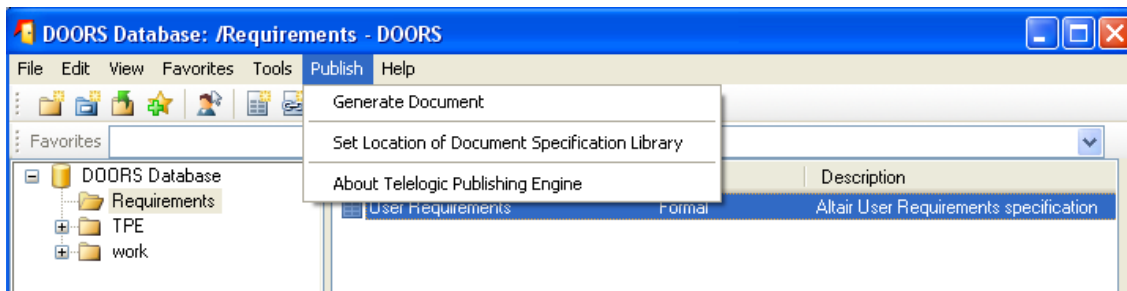 DOORS Database: /Requirements - DOORS
File Edit View Favorites Tools Publish Help
Generate Document
Favorites
Set Location of Document Specification Library
DOORS Database
About Telelogic Publishing Engine
Description
Requirements
User Requirements Formal Altair User Requirements specification
TPE
work